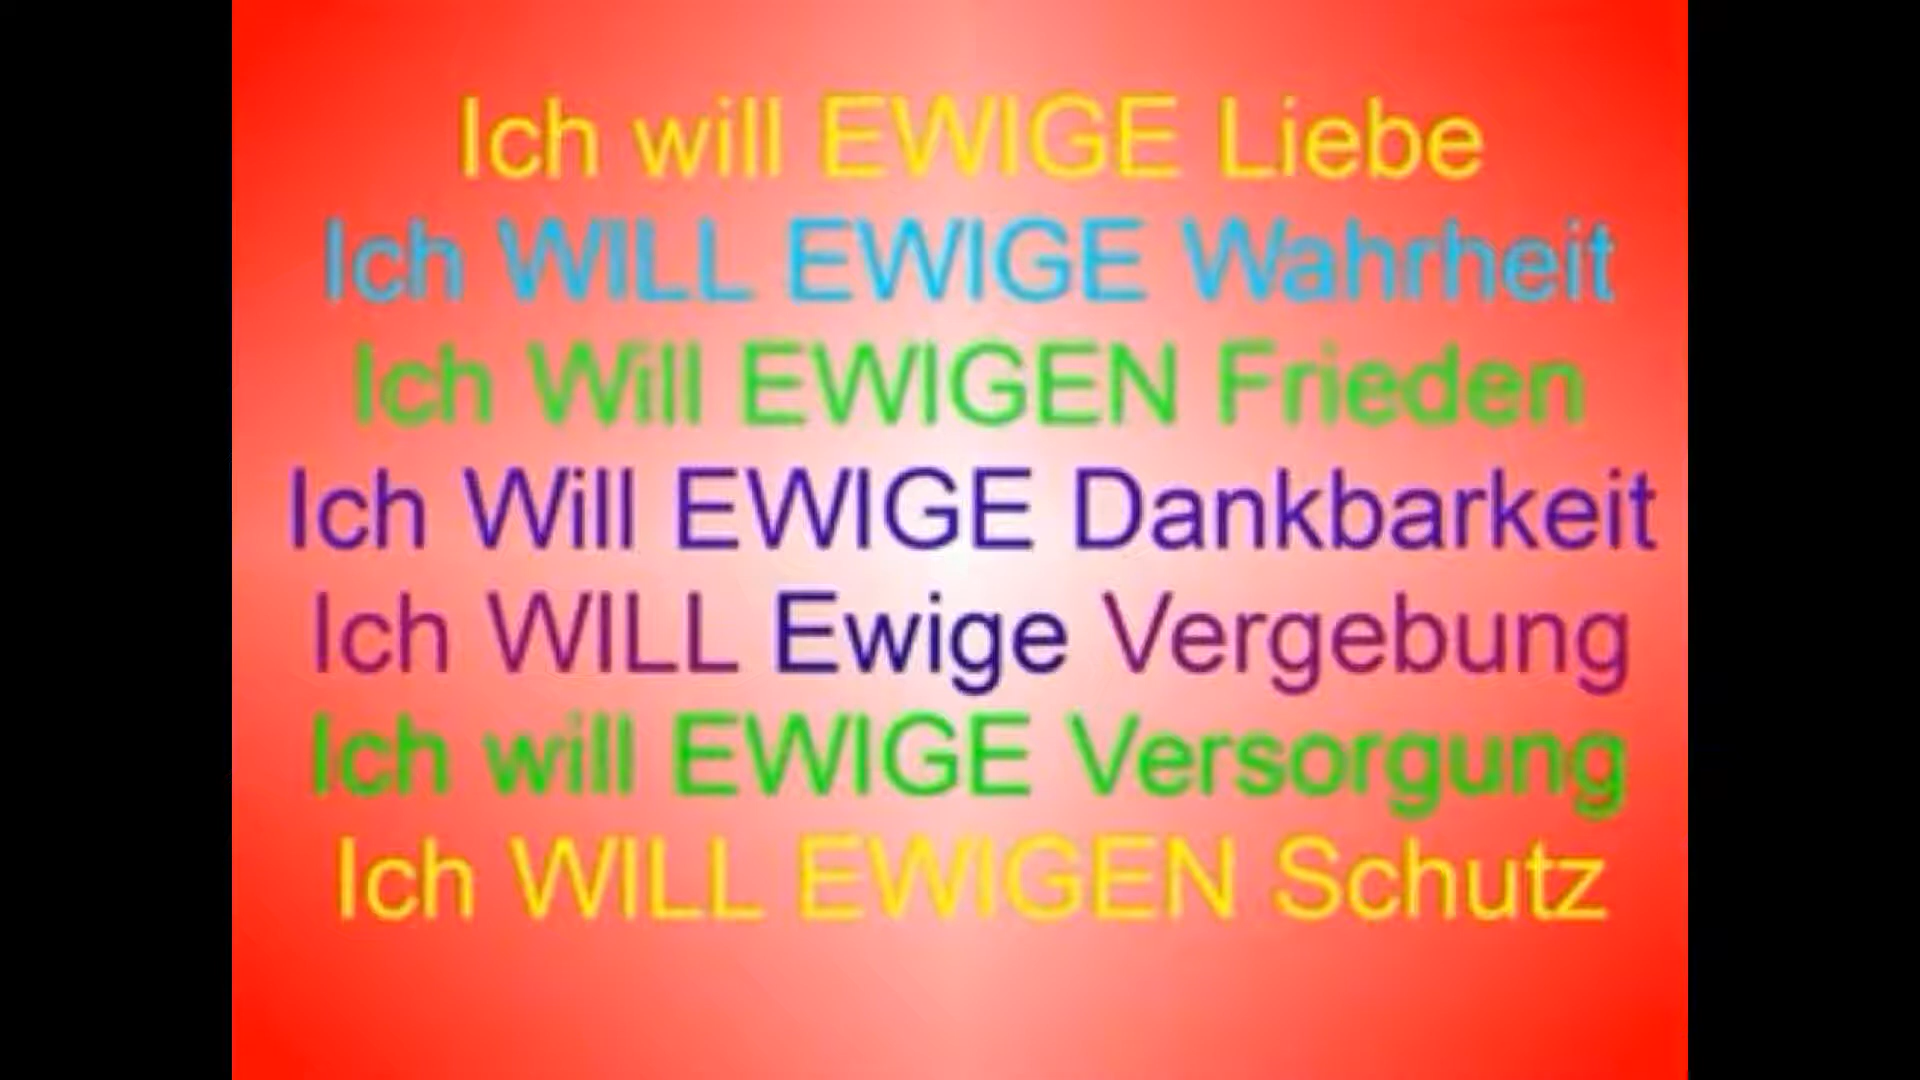 Ich will EWIGE Liebe
Ich WILL EWIGE Wahrheit
Ich Will EWIGEN Frieden
Ich Will EWIGE Dankbarkeit
Ich WILL Ewige Vergebung
Ich will EWIGE Versorgung
Ich WILL EWIGEN Schutz